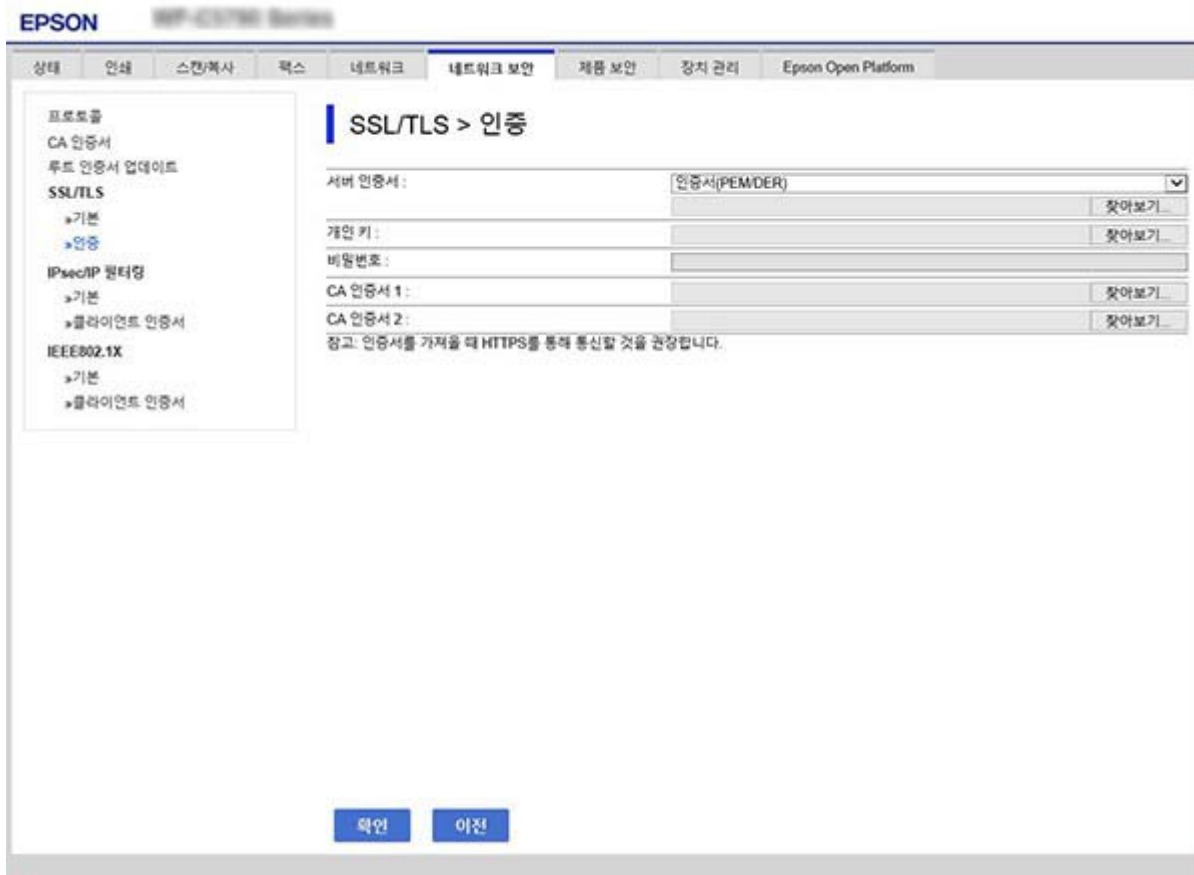 EPSON
상태 인쇄 스캔/복사 팩스 네트워크 네트워크 보안 제품 보안 장치 관리 Epson Open Platform
프로토콜
CA 인증서
루트 인증서 업데이트
SSL/TLS
»기본
»인증
IPsec/IP 필터링
»기본
»클라이언트 인증서
IEEE802.1X
»기본
»클라이언트 인증서
SSL/TLS > 인증
서버 인증서 : 인증서(PEM/DER)
찾아보기...
개인 키 : 찾아보기...
비밀번호 :
CA 인증서 1 : 찾아보기...
CA 인증서 2 : 찾아보기...
참고: 인증서를 가져올 때 HTTPS를 통해 통신할 것을 권장합니다.
확인 이전